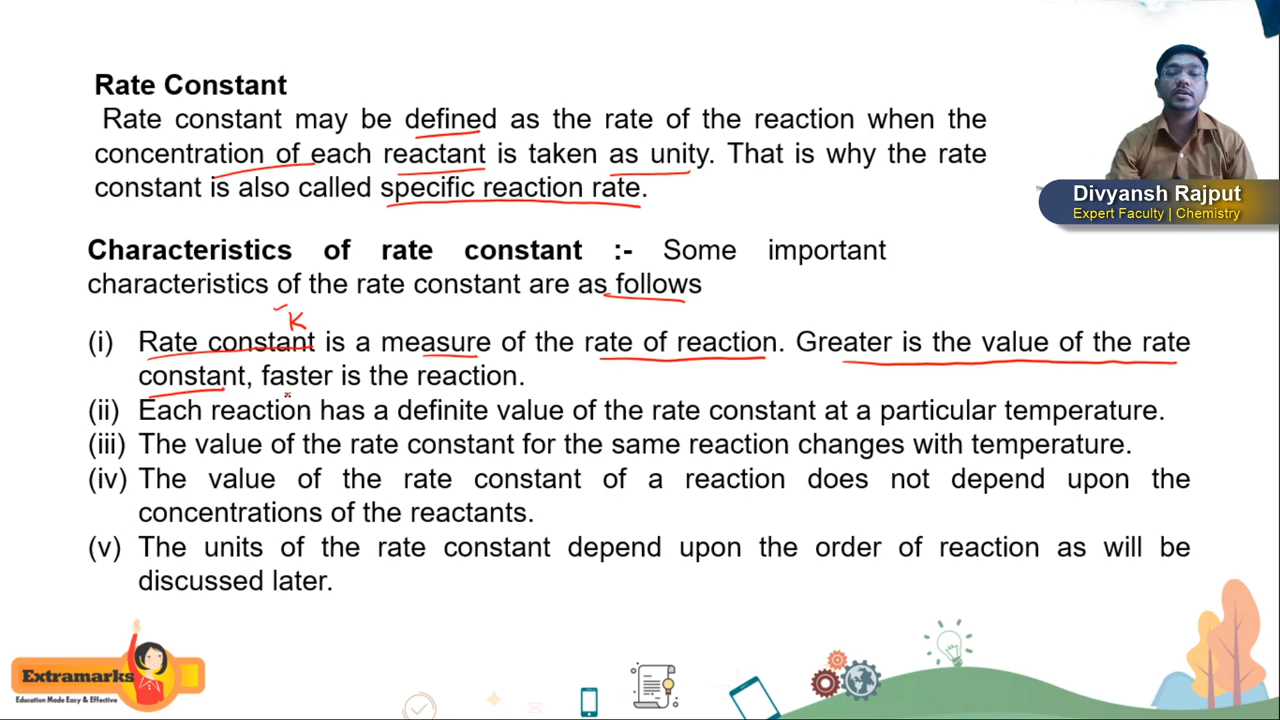 Rate Constant
Rate constant may be defined as the rate of the reaction when the
concentration of each reactant is taken as unity. That is why the rate
constant is also called specific reaction rate.
Divyansh Rajput
Expert Faculty | Chemistry
Characteristics of rate constant :- Some important
characteristics of the rate constant are as follows
K
(i) Rate constant is a measure of the rate of reaction. Greater is the value of the rate
constant, faster is the reaction.
(ii) Each reaction has a definite value of the rate constant at a particular temperature.
(iii) The value of the rate constant for the same reaction changes with temperature.
(iv) The value of the rate constant of a reaction does not depend upon the
concentrations of the reactants.
(v) The units of the rate constant depend upon the order of reaction as will be
discussed later.
Extramarks
Education Made Easy & Effective